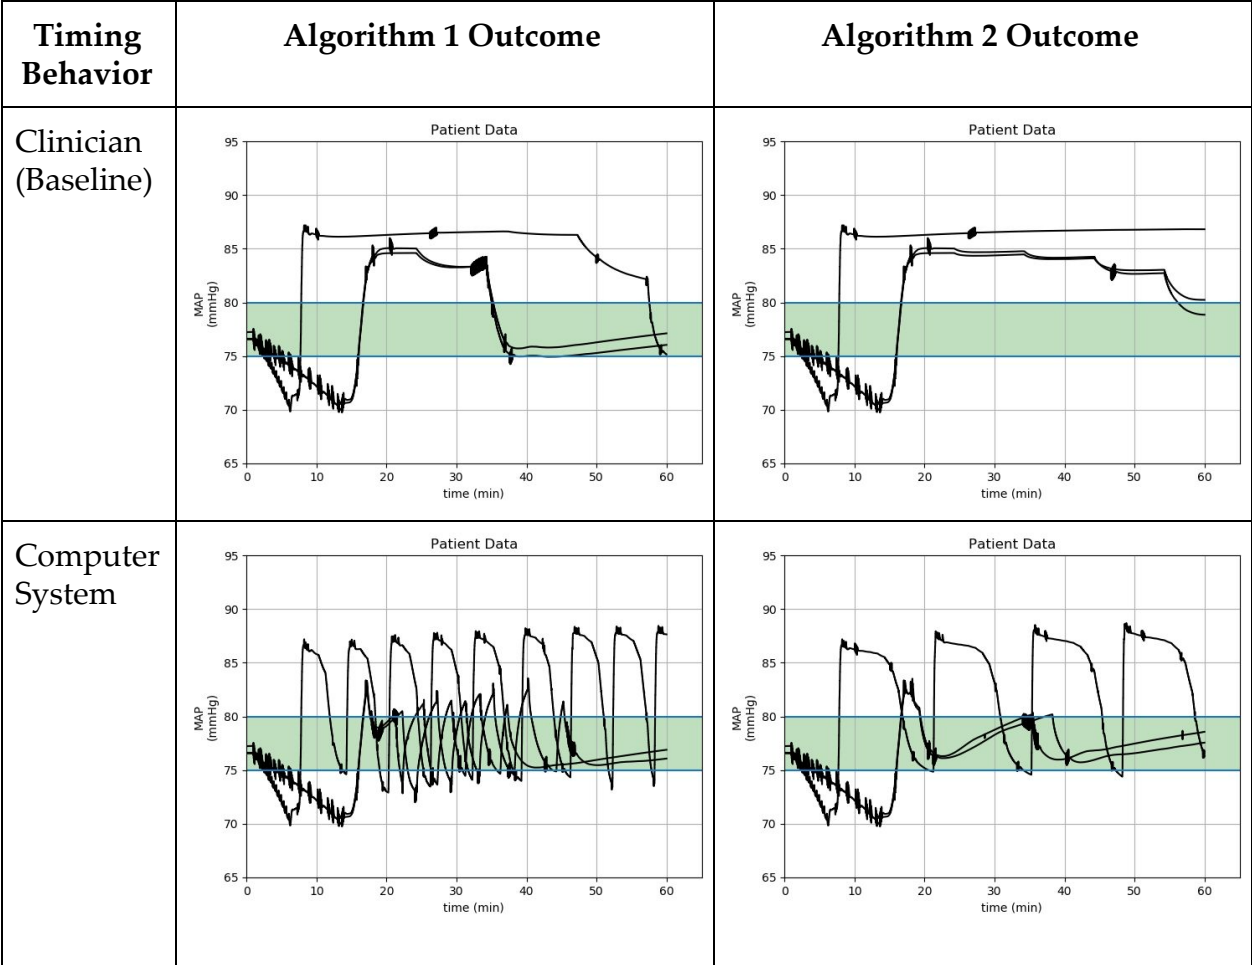 Timing
Behavior
Algorithm 1 Outcome
Algorithm 2 Outcome
Clinician
(Baseline)
Patient Data
95
90
85
80
75
70
65
MAP
(mmHg)
0 10 20 30 40 50 60
time (min)
Patient Data
95
90
85
80
75
70
65
MAP
(mmHg)
0 10 20 30 40 50 60
time (min)
Computer
System
Patient Data
95
90
85
80
75
70
65
MAP
(mmHg)
0 10 20 30 40 50 60
time (min)
Patient Data
95
90
85
80
75
70
65
MAP
(mmHg)
0 10 20 30 40 50 60
time (min)